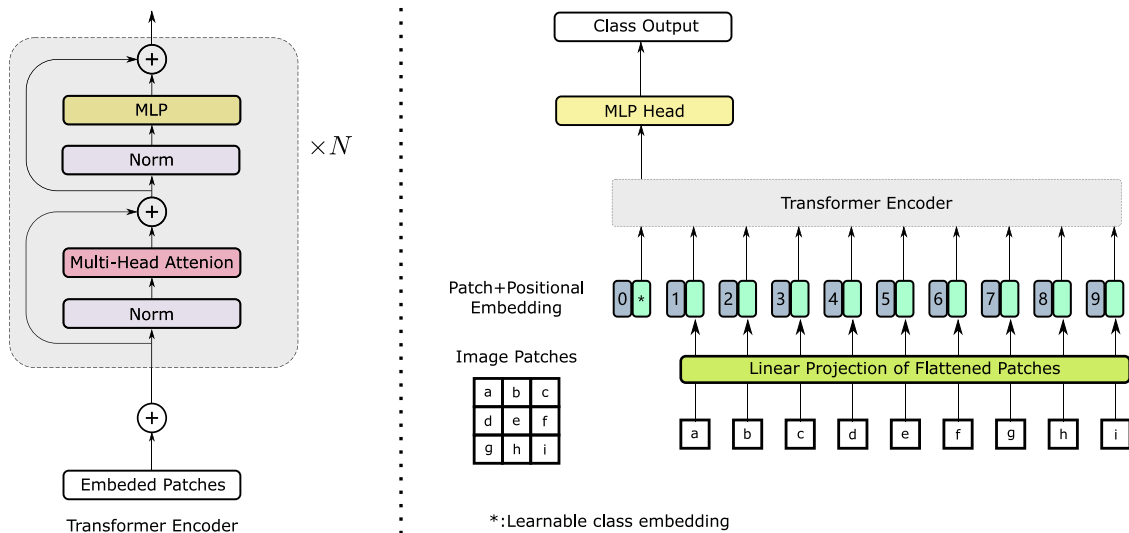 MLP
Norm
×N
Multi-Head Attenion
Norm
Embeded Patches
Transformer Encoder
Class Output
MLP Head
Transformer Encoder
Patch+Positional
Embedding
0 * 1 2 3 4 5 6 7 8 9
Linear Projection of Flattened Patches
Image Patches
a b c
d e f
g h i
a b c d e f g h i
*:Learnable class embedding